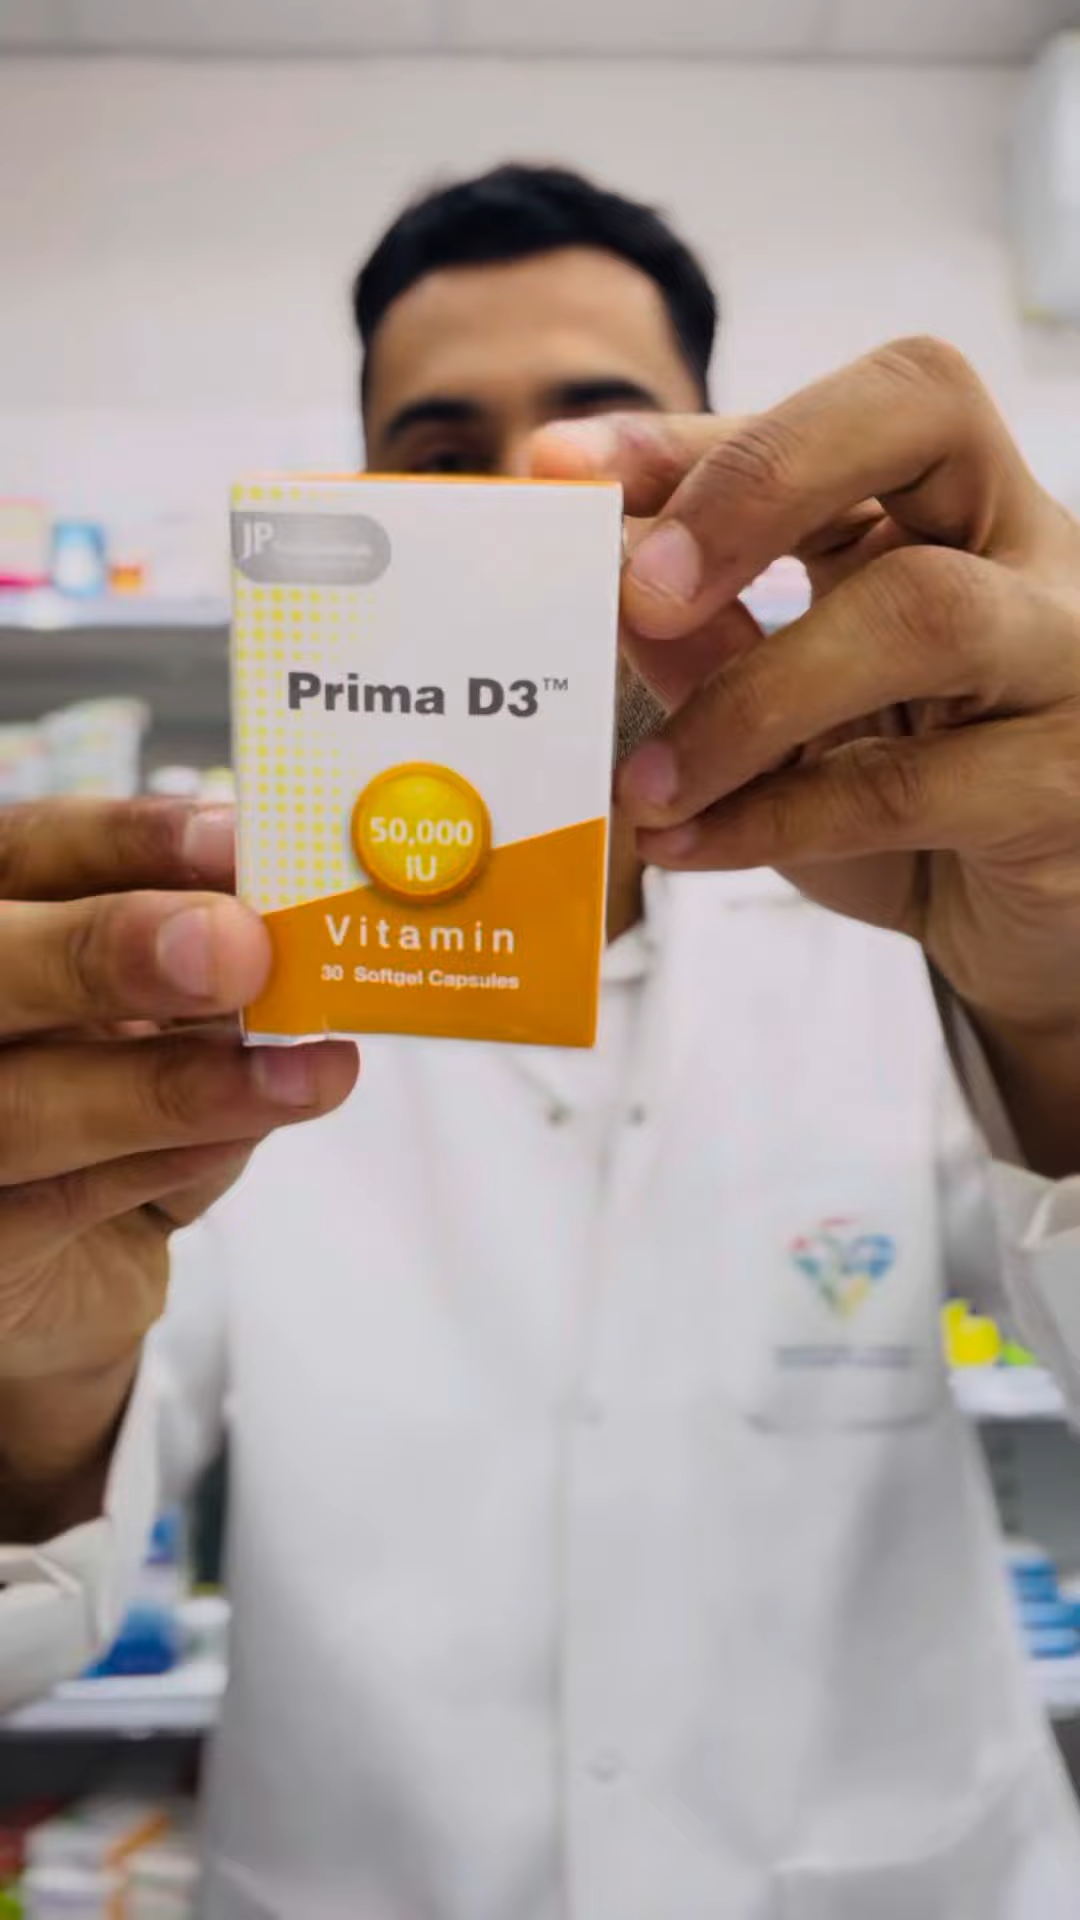 JP
Prima D3™
50,000
IU
Vitamin
30 Softgel Capsules